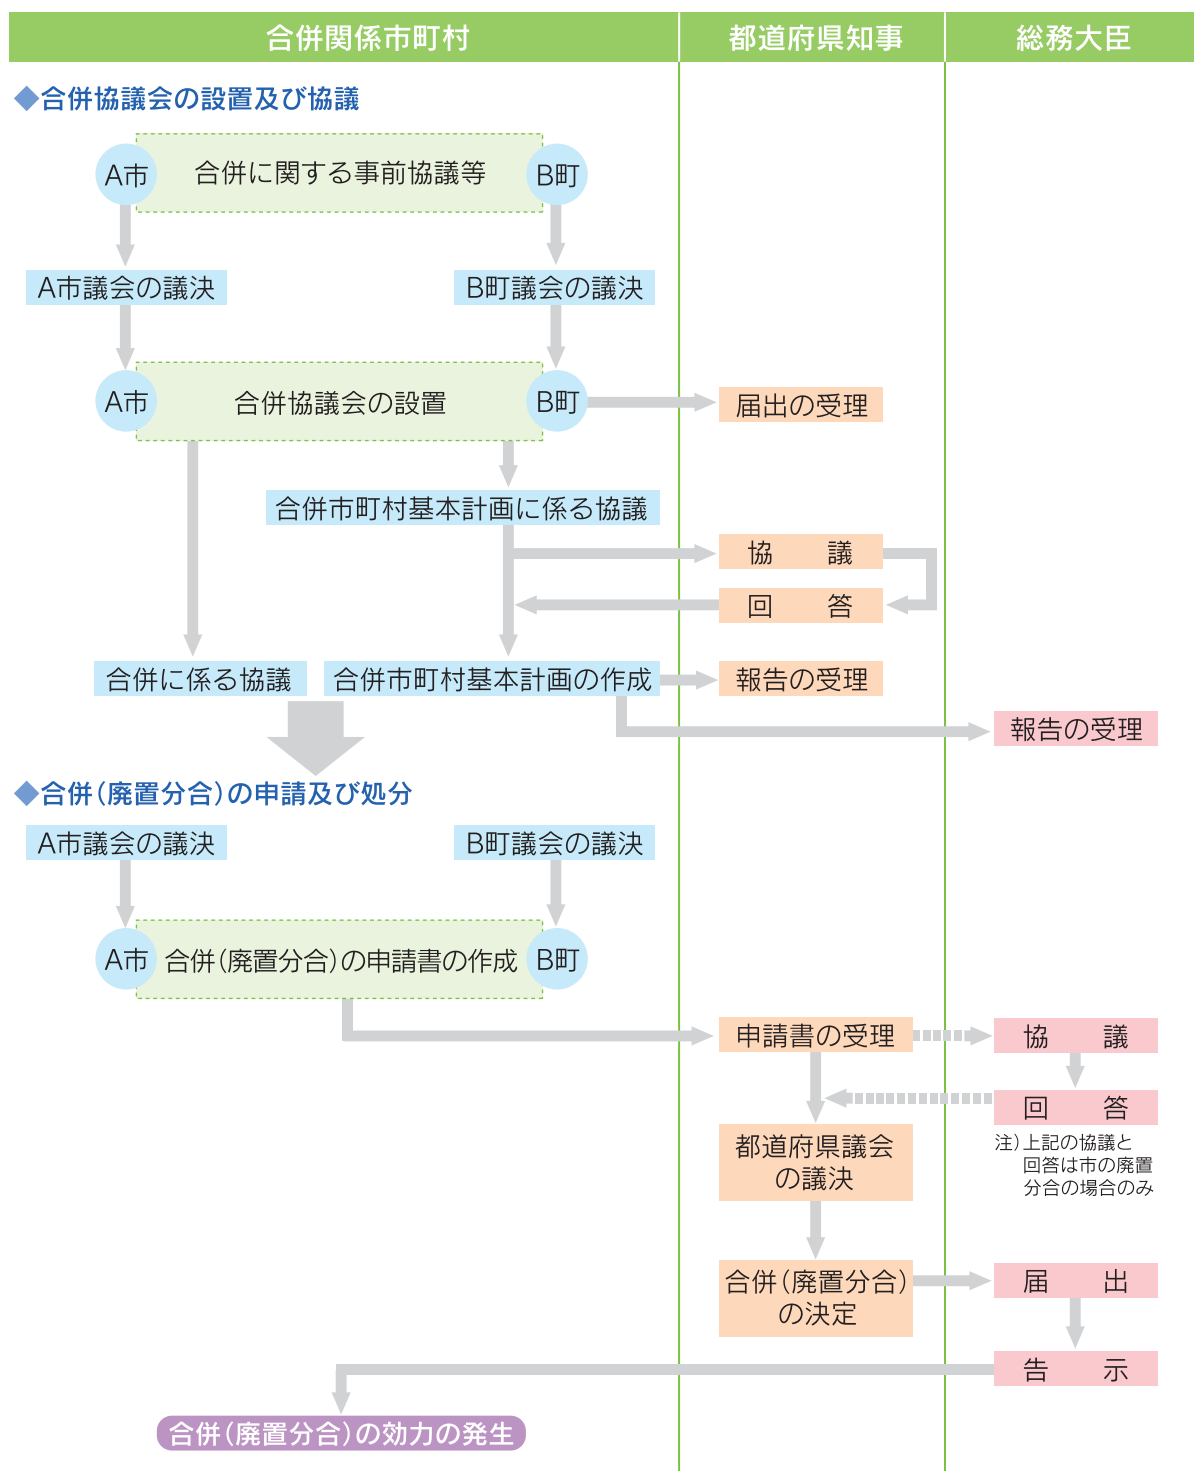 合併関係市町村
都道府県知事
総務大臣
◆合併協議会の設置及び協議
A市
合併に関する事前協議等
B町
A市議会の議決
B町議会の議決
A市
合併協議会の設置
B町
届出の受理
合併市町村基本計画に係る協議
協　　議
回　　答
合併に係る協議
合併市町村基本計画の作成
報告の受理
報告の受理
◆合併（廃置分合）の申請及び処分
A市議会の議決
B町議会の議決
A市
合併（廃置分合）の申請書の作成
B町
申請書の受理
協　　議
回　　答
注）上記の協議と
回答は市の廃置
分合の場合のみ
都道府県議会
の議決
合併（廃置分合）
の決定
届　　出
告　　示
合併（廃置分合）の効力の発生